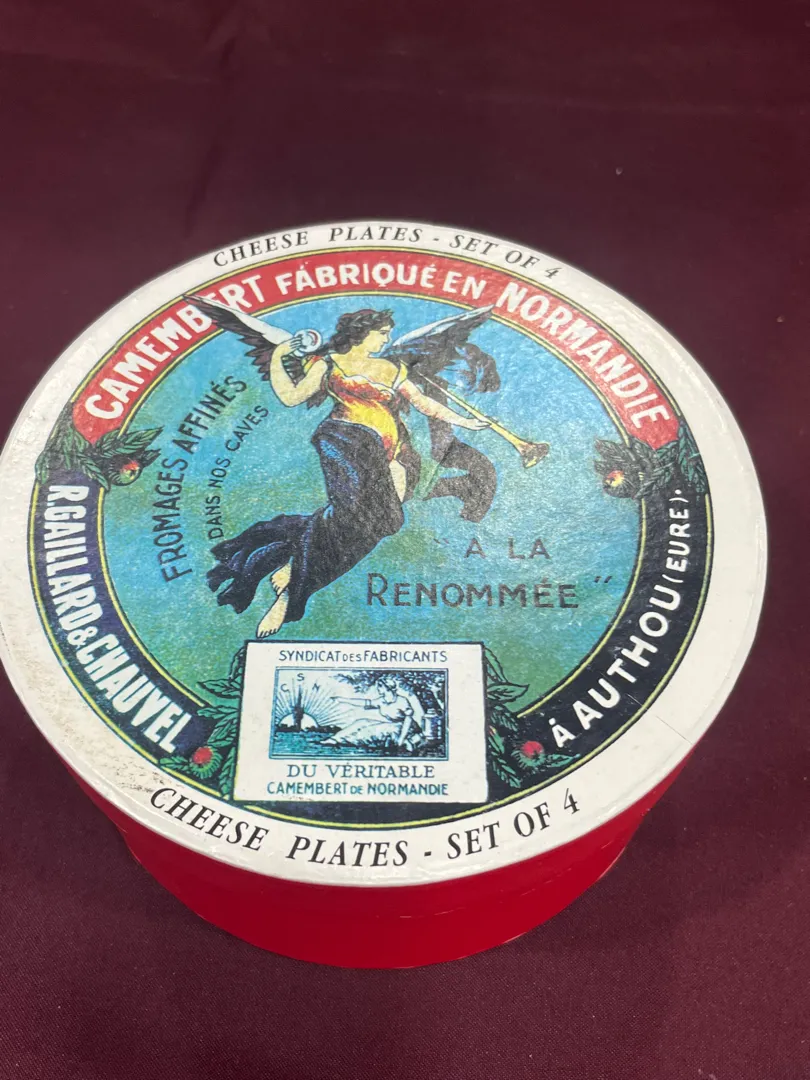 CHEESE PLATES - SET OF 4
CAMEMBERT FABRIQUÉ EN NORMANDIE
FROMAGES AFFINÉS
DANS NOS CAVES
"A LA
RENOMMÉE"
R.GAILLARD & CHAUVEL
À AUTHOU (EURE).
SYNDICAT DES FABRICANTS
C S N
DU VÉRITABLE
CAMEMBERT DE NORMANDIE
CHEESE PLATES - SET OF 4